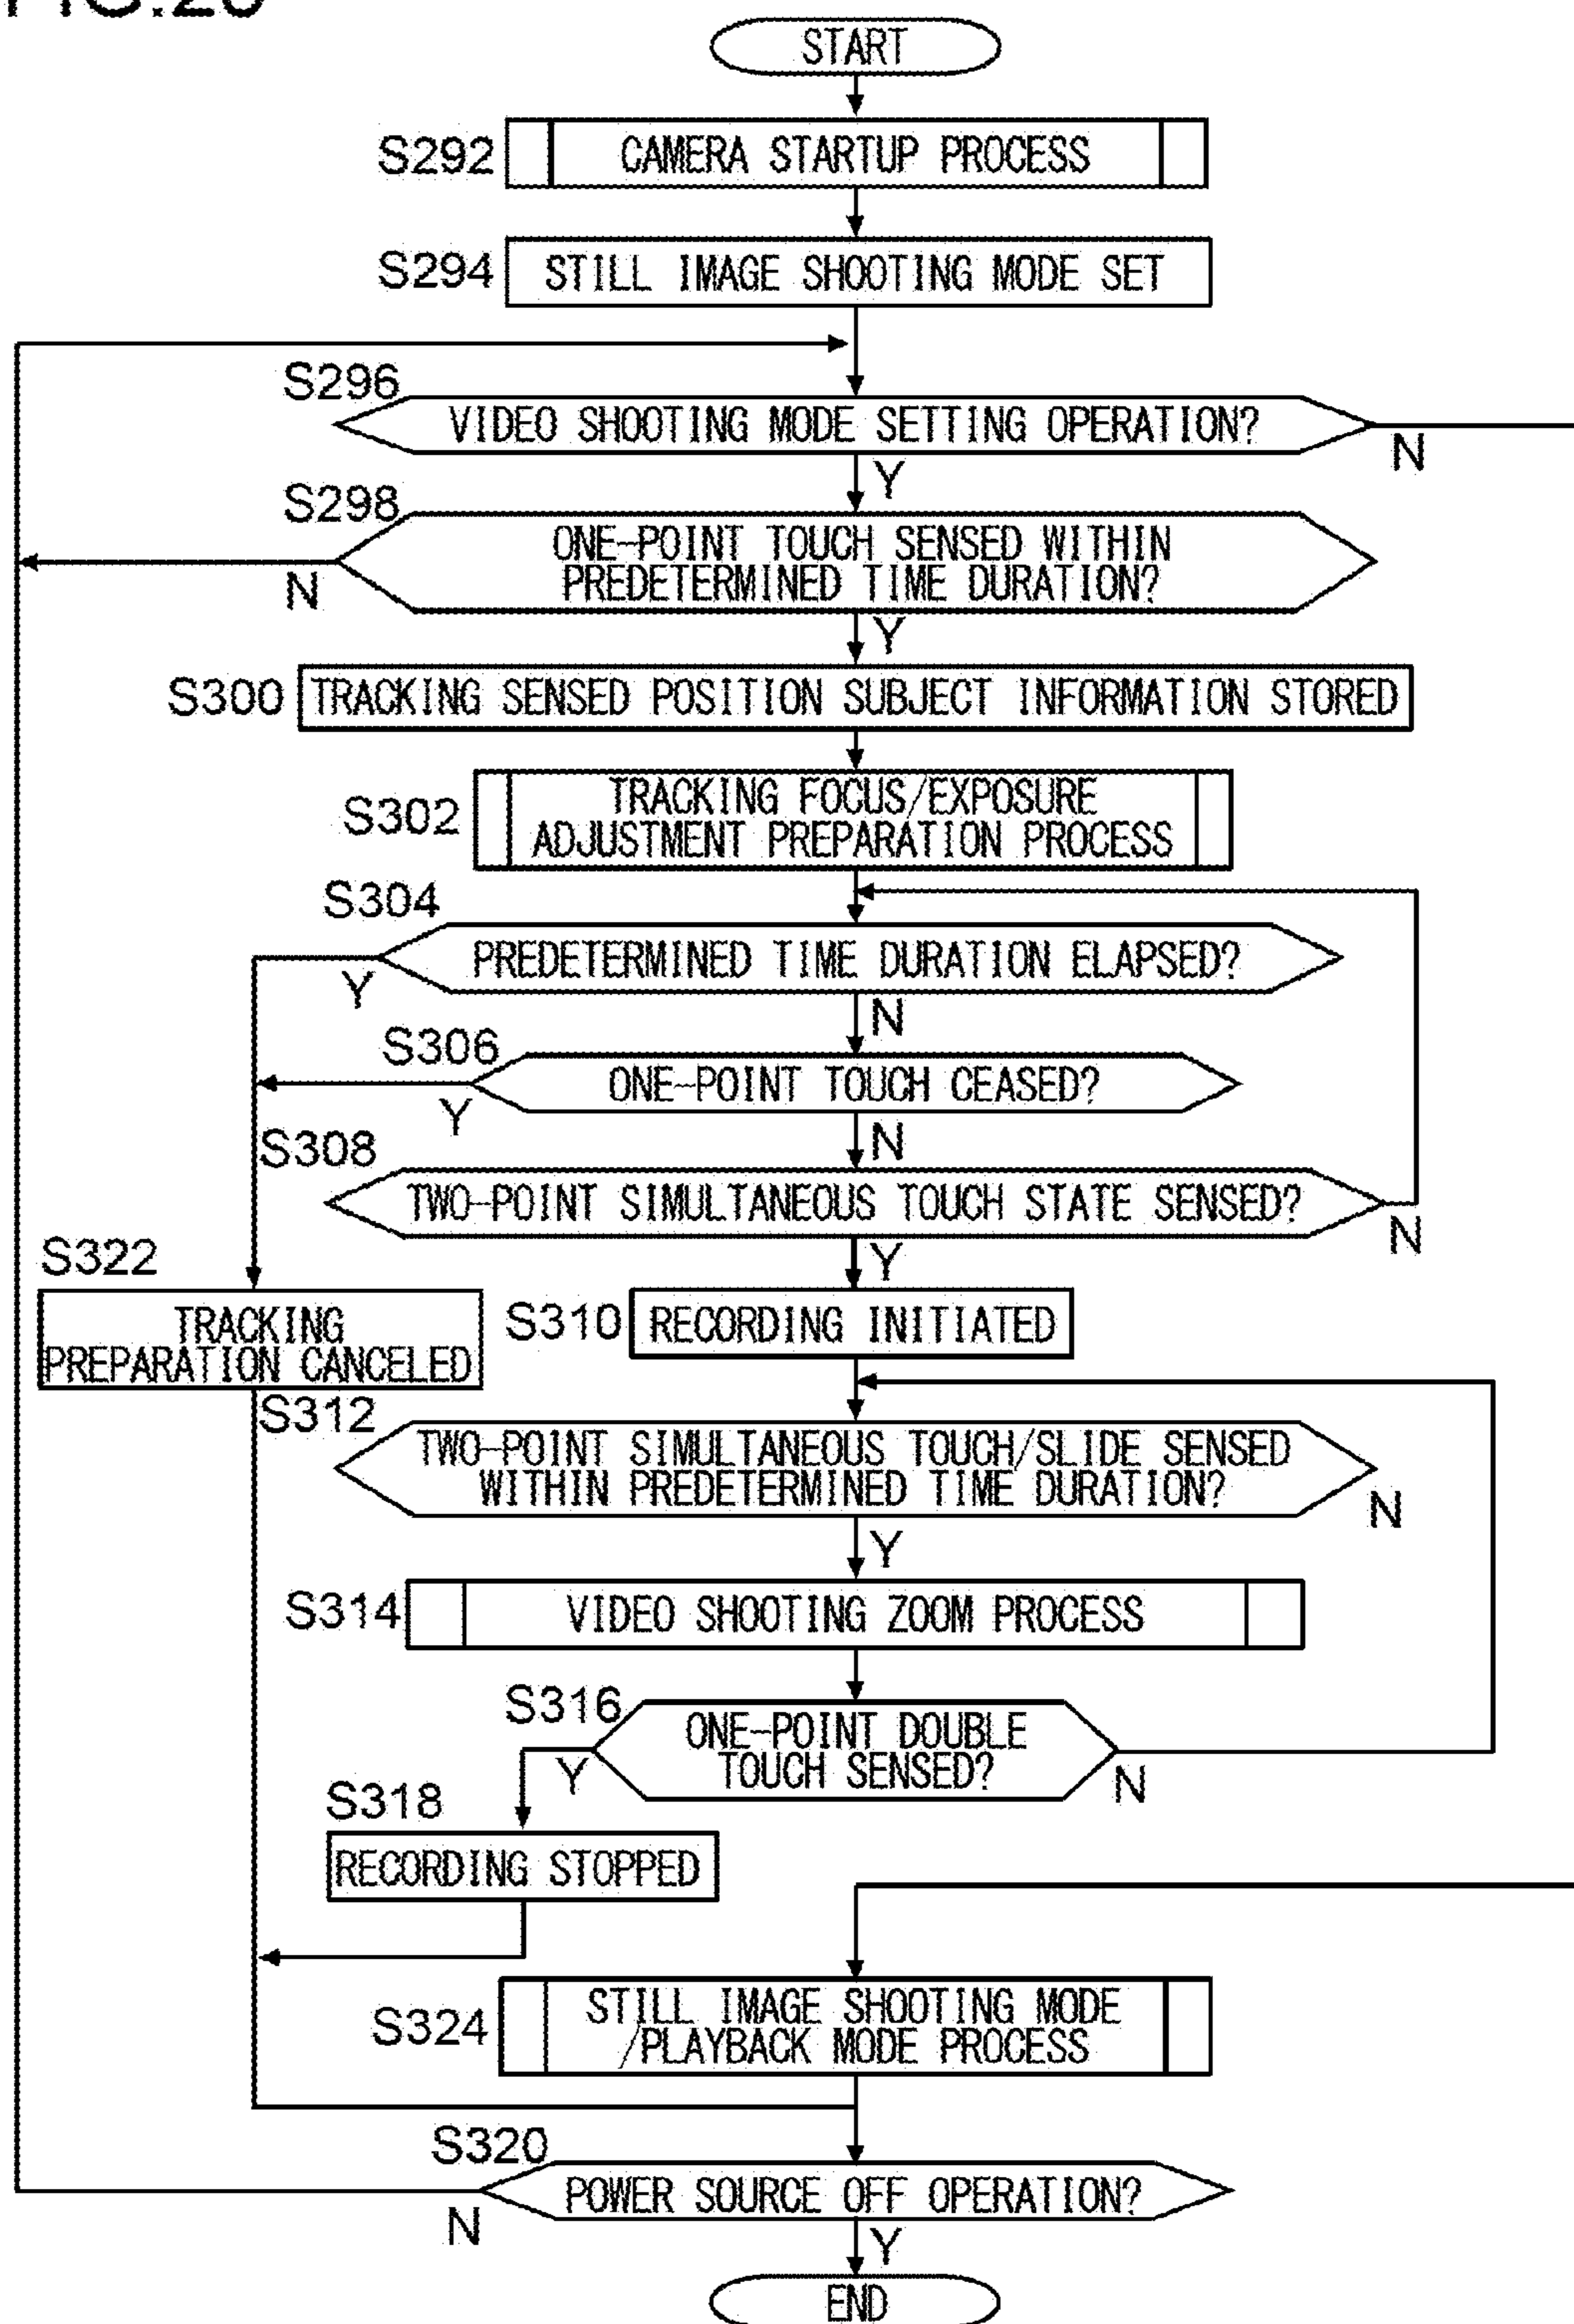 START
S292
CAMERA STARTUP PROCESS
S294
STILL IMAGE SHOOTING MODE SET
S296
VIDEO SHOOTING MODE SETTING OPERATION?
N
Y
S298
ONE-POINT TOUCH SENSED WITHIN
PREDETERMINED TIME DURATION?
N
Y
S300
TRACKING SENSED POSITION SUBJECT INFORMATION STORED
S302
TRACKING FOCUS/EXPOSURE
ADJUSTMENT PREPARATION PROCESS
S304
PREDETERMINED TIME DURATION ELAPSED?
Y
N
S306
ONE-POINT TOUCH CEASED?
Y
N
S308
TWO-POINT SIMULTANEOUS TOUCH STATE SENSED?
N
Y
S322
TRACKING
PREPARATION CANCELED
S310
RECORDING INITIATED
S312
TWO-POINT SIMULTANEOUS TOUCH/SLIDE SENSED
WITHIN PREDETERMINED TIME DURATION?
N
Y
S314
VIDEO SHOOTING ZOOM PROCESS
S316
ONE-POINT DOUBLE
TOUCH SENSED?
Y
N
S318
RECORDING STOPPED
S324
STILL IMAGE SHOOTING MODE
/PLAYBACK MODE PROCESS
S320
POWER SOURCE OFF OPERATION?
N
Y
END